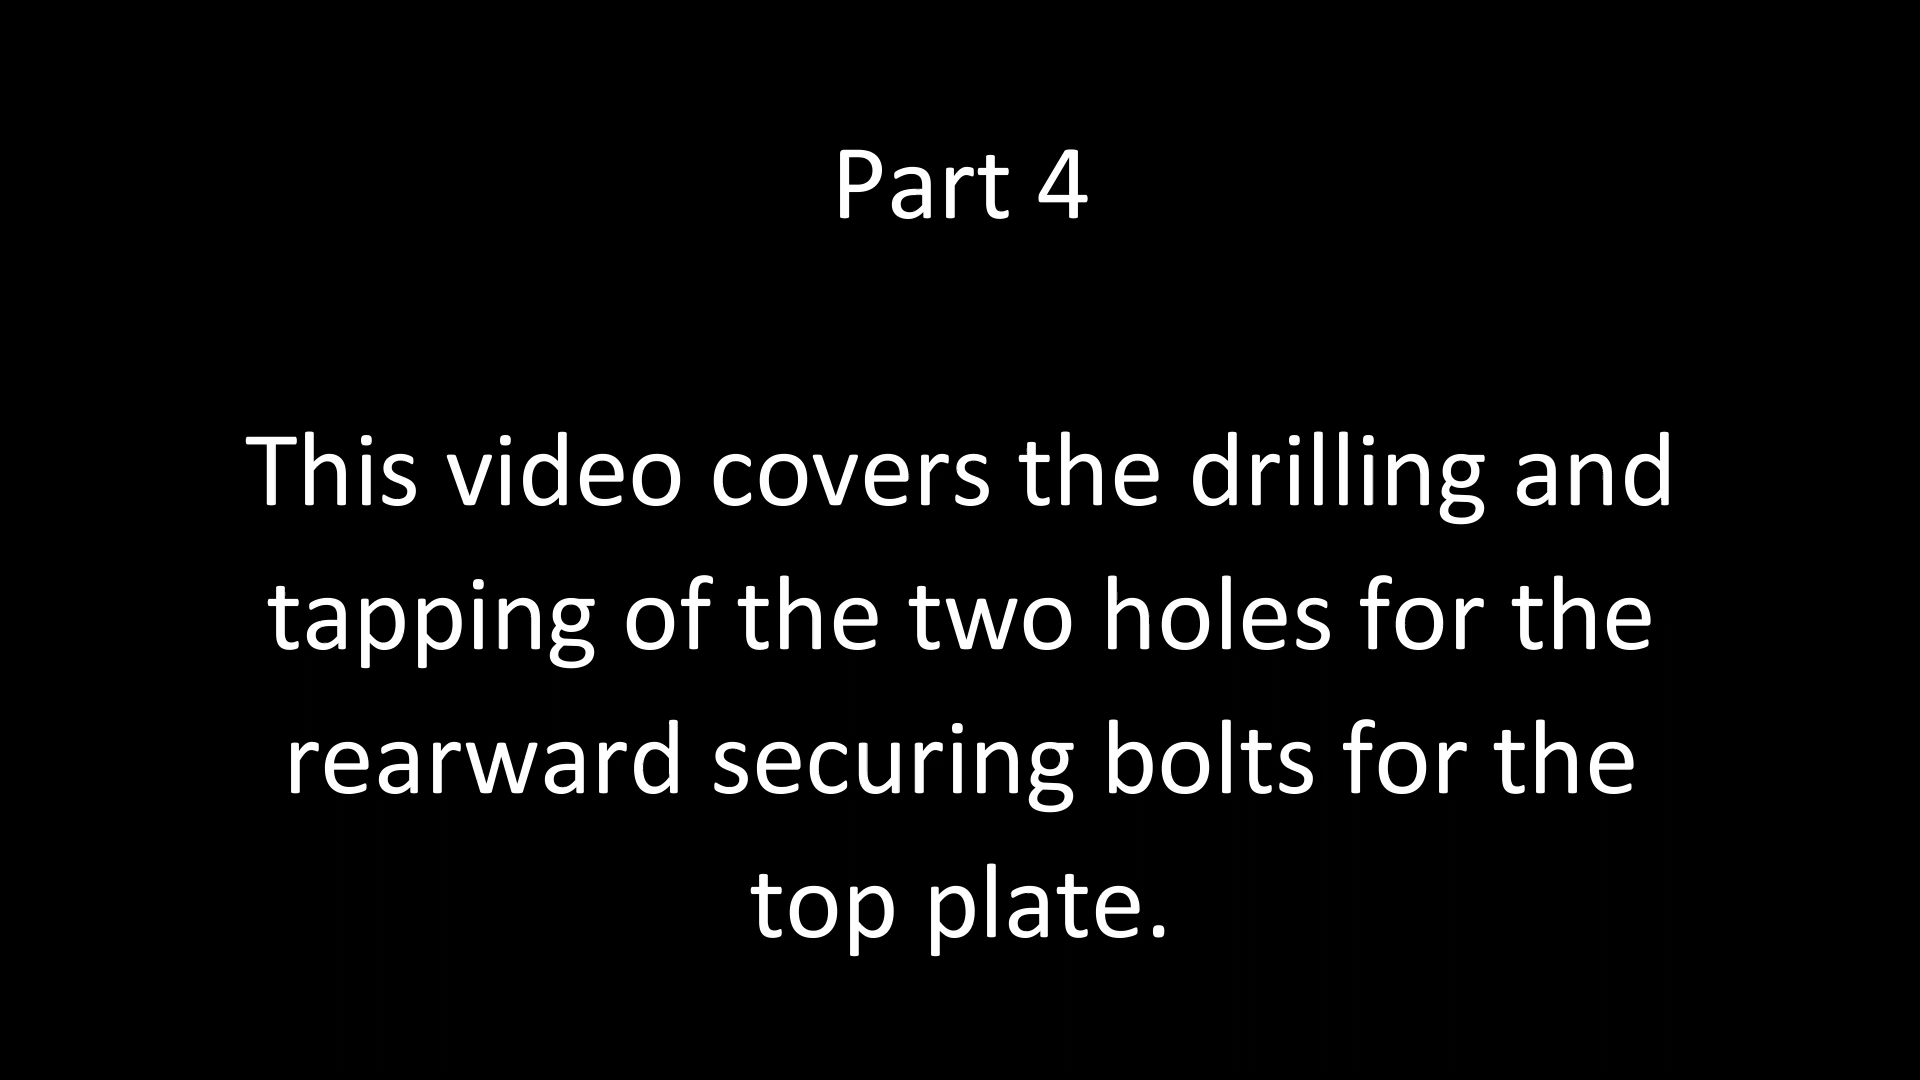 Part 4
This video covers the drilling and
tapping of the two holes for the
rearward securing bolts for the
top plate.